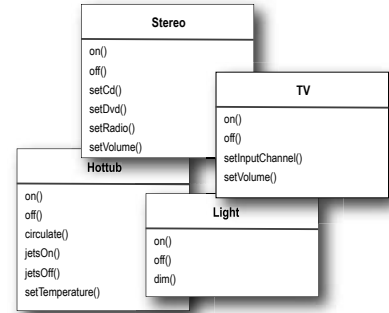 Stereo
on()
off()
setCd()
setDvd()
setRadio()
setVolume()
TV
on()
off()
setInputChannel()
setVolume()
Hottub
on()
off()
circulate()
jetsOn()
jetsOff()
setTemperature()
Light
on()
off()
dim()